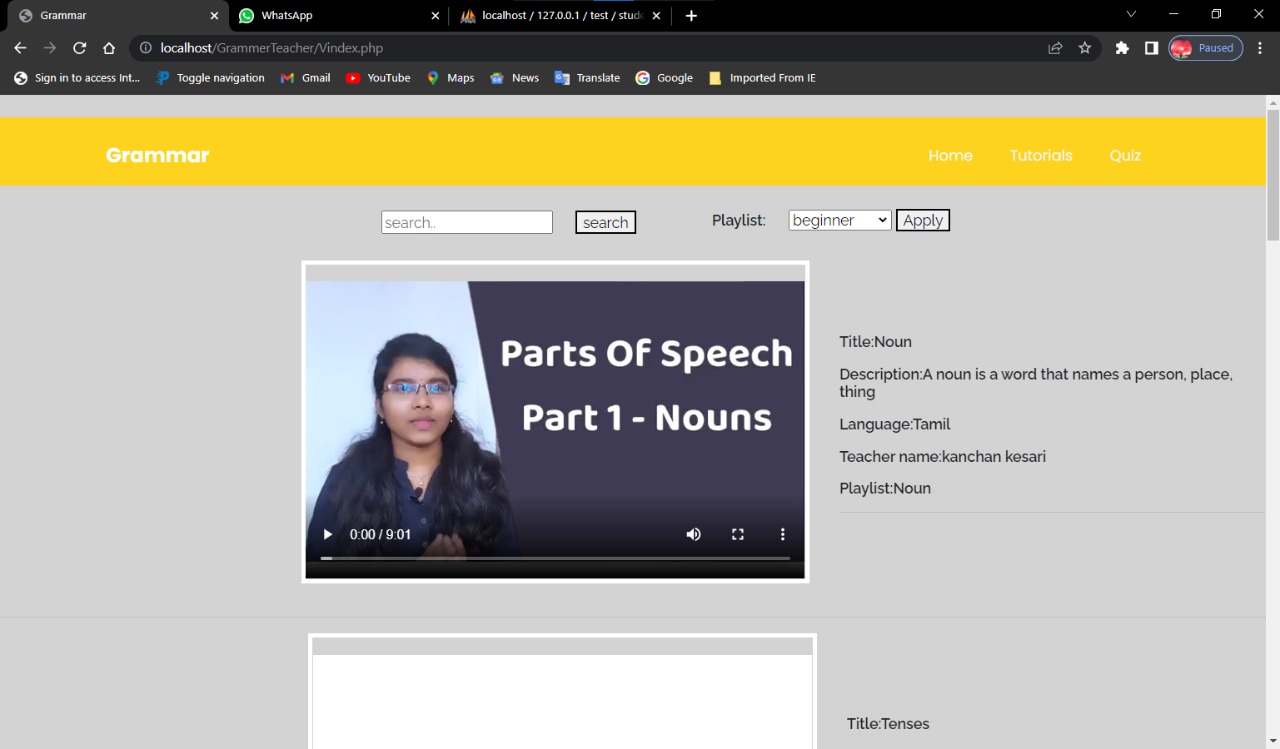 Grammar
WhatsApp
localhost / 127.0.0.1 / test / stud
localhost/GrammerTeacher/Vindex.php
Paused
Sign in to access Int...
Toggle navigation
Gmail
YouTube
Maps
News
Translate
Google
Imported From IE
Grammar
Home
Tutorials
Quiz
search..
search
Playlist:
beginner
Apply
Parts Of Speech
Part 1 - Nouns
0:00 / 9:01
Title:Noun
Description:A noun is a word that names a person, place,
thing
Language:Tamil
Teacher name:kanchan kesari
Playlist:Noun
Title:Tenses